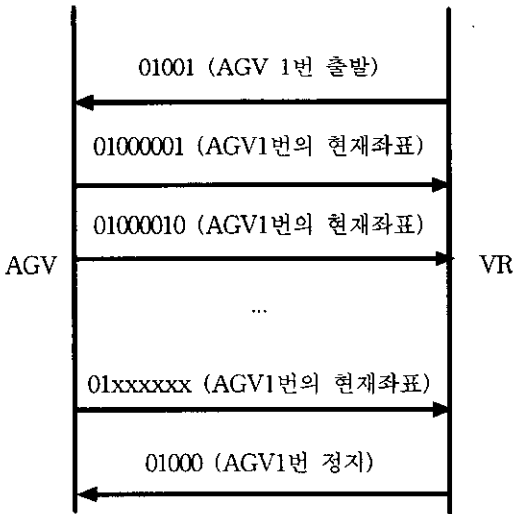 01001 (AGV 1번 출발)
01000001 (AGV1번의 현재좌표)
01000010 (AGV1번의 현재좌표)
AGV
VR
...
01xxxxxx (AGV1번의 현재좌표)
01000 (AGV1번 정지)